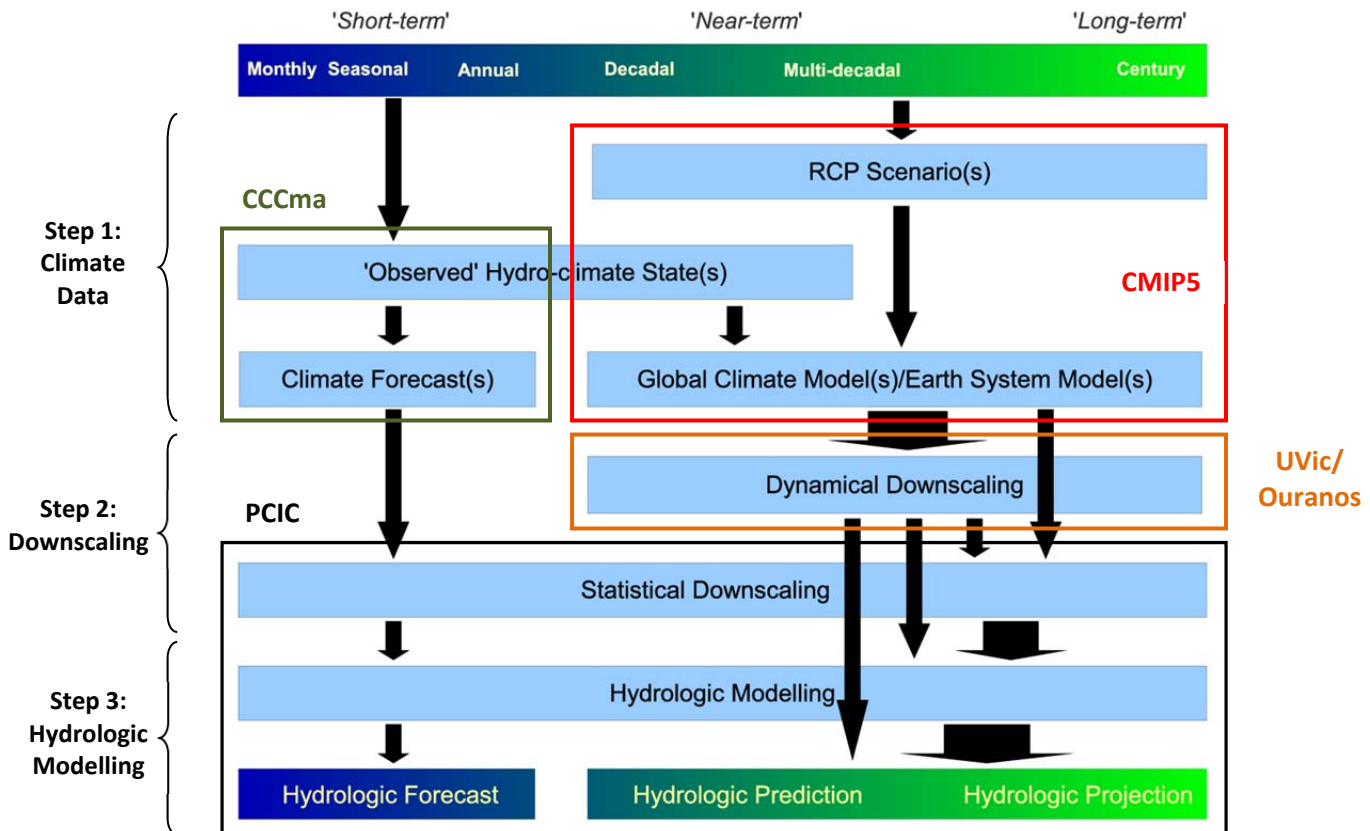 'Short-term' 'Near-term' 'Long-term'
Monthly Seasonal Annual Decadal Multi-decadal Century
RCP Scenario(s)
CCCma
Step 1:
Climate
Data
'Observed' Hydro-climate State(s)
CMIP5
Climate Forecast(s) Global Climate Model(s)/Earth System Model(s)
UVic/
Ouranos
Dynamical Downscaling
Step 2:
Downscaling
PCIC
Statistical Downscaling
Hydrologic Modelling
Step 3:
Hydrologic
Modelling
Hydrologic Forecast Hydrologic Prediction Hydrologic Projection